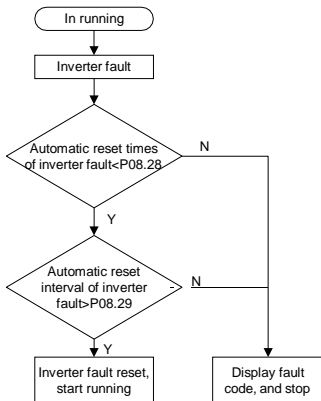 In running
Inverter fault
Automatic reset times
of inverter fault<P08.28
N
Y
Automatic reset
interval of inverter
fault>P08.29
N
Y
Inverter fault reset,
start running
Display fault
code, and stop